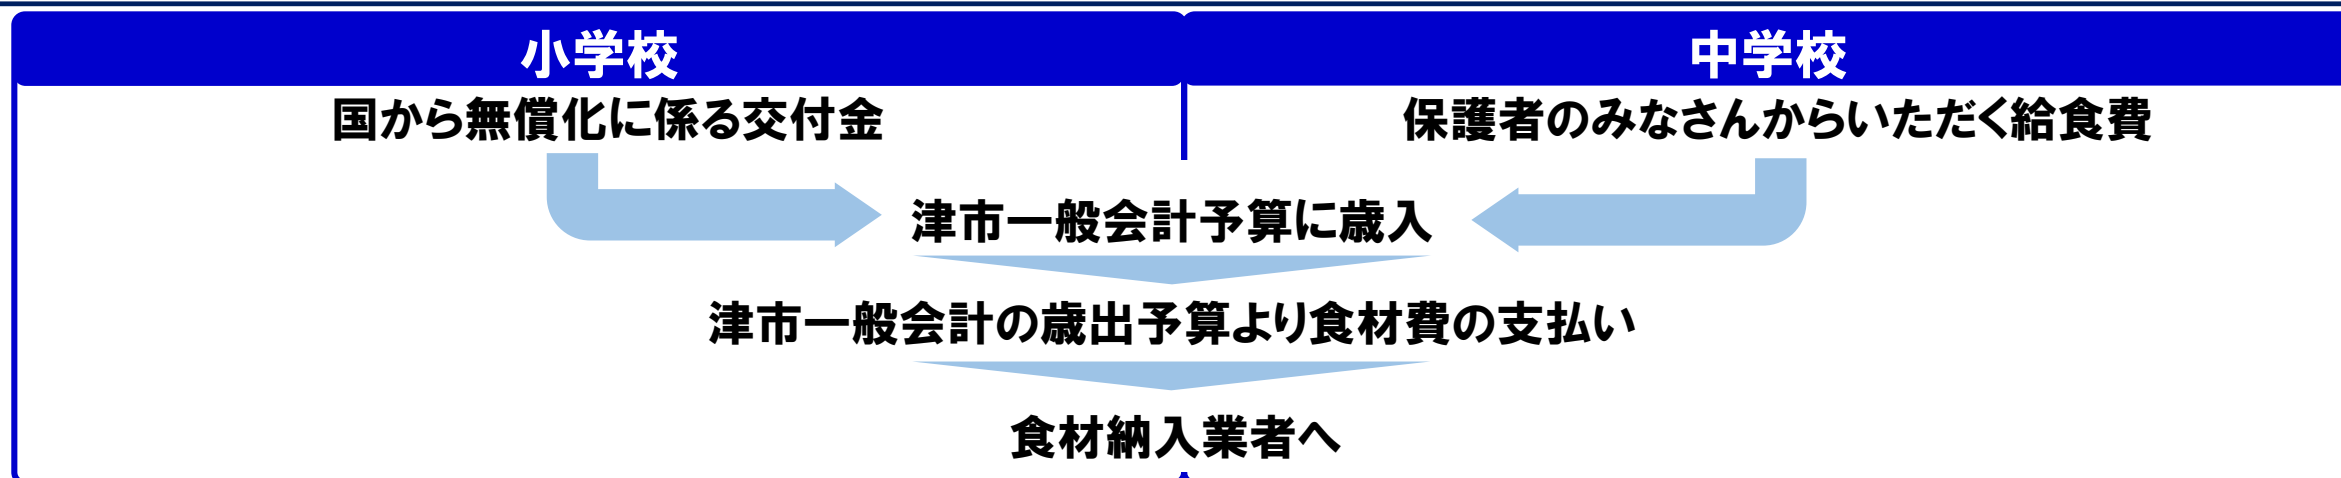 小学校
中学校
国から無償化に係る交付金
保護者のみなさんからいただく給食費
津市一般会計予算に歳入
津市一般会計の歳出予算より食材費の支払い
食材納入業者へ